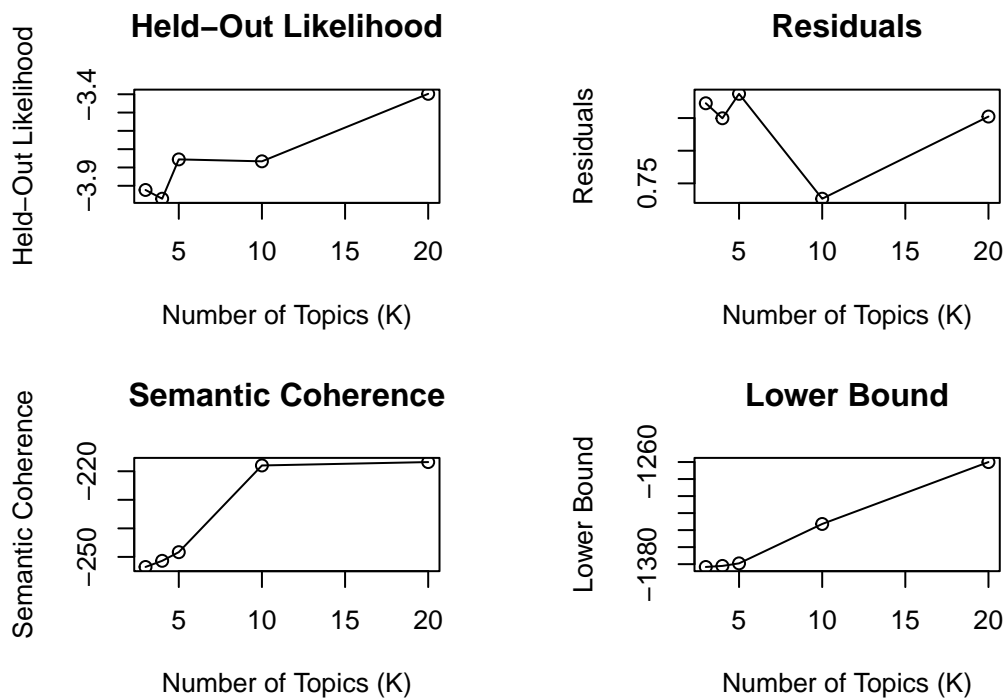 Held−Out Likelihood
Held−Out Likelihood
−3.9
−3.4
5
10
15
20
Number of Topics (K)
Residuals
Residuals
0.75
5
10
15
20
Number of Topics (K)
Semantic Coherence
Semantic Coherence
−250
−220
5
10
15
20
Number of Topics (K)
Lower Bound
Lower Bound
−1380
−1260
5
10
15
20
Number of Topics (K)